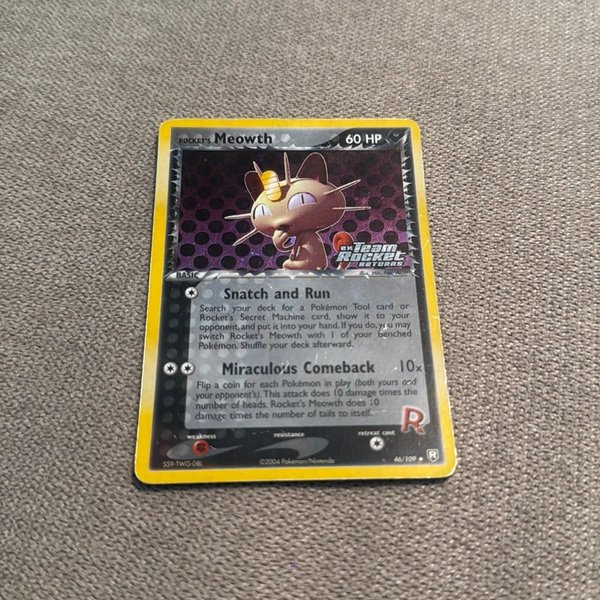 ROCKET'S Meowth 60 HP
ex Team
Rocket
RETURNS
BASIC
Snatch and Run
Search your deck for a Pokémon Tool card or
Rocket's Secret Machine card, show it to your
opponent, and put it into your hand. If you do, you may
switch Rocket's Meowth with 1 of your Benched
Pokémon. Shuffle your deck afterward.
Miraculous Comeback 10x
Flip a coin for each Pokémon in play (both yours and
your opponent's). This attack does 10 damage times the
number of heads. Rocket's Meowth does 10
damage times the number of tails to itself.
R
weakness resistance retreat cost
SS9-TWG-08L ©2004 Pokémon/Nintendo 46/109 R